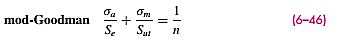 mod-Goodman σₐ/Sₑ + σₘ/Sᵤₜ = 1/n (6–46)